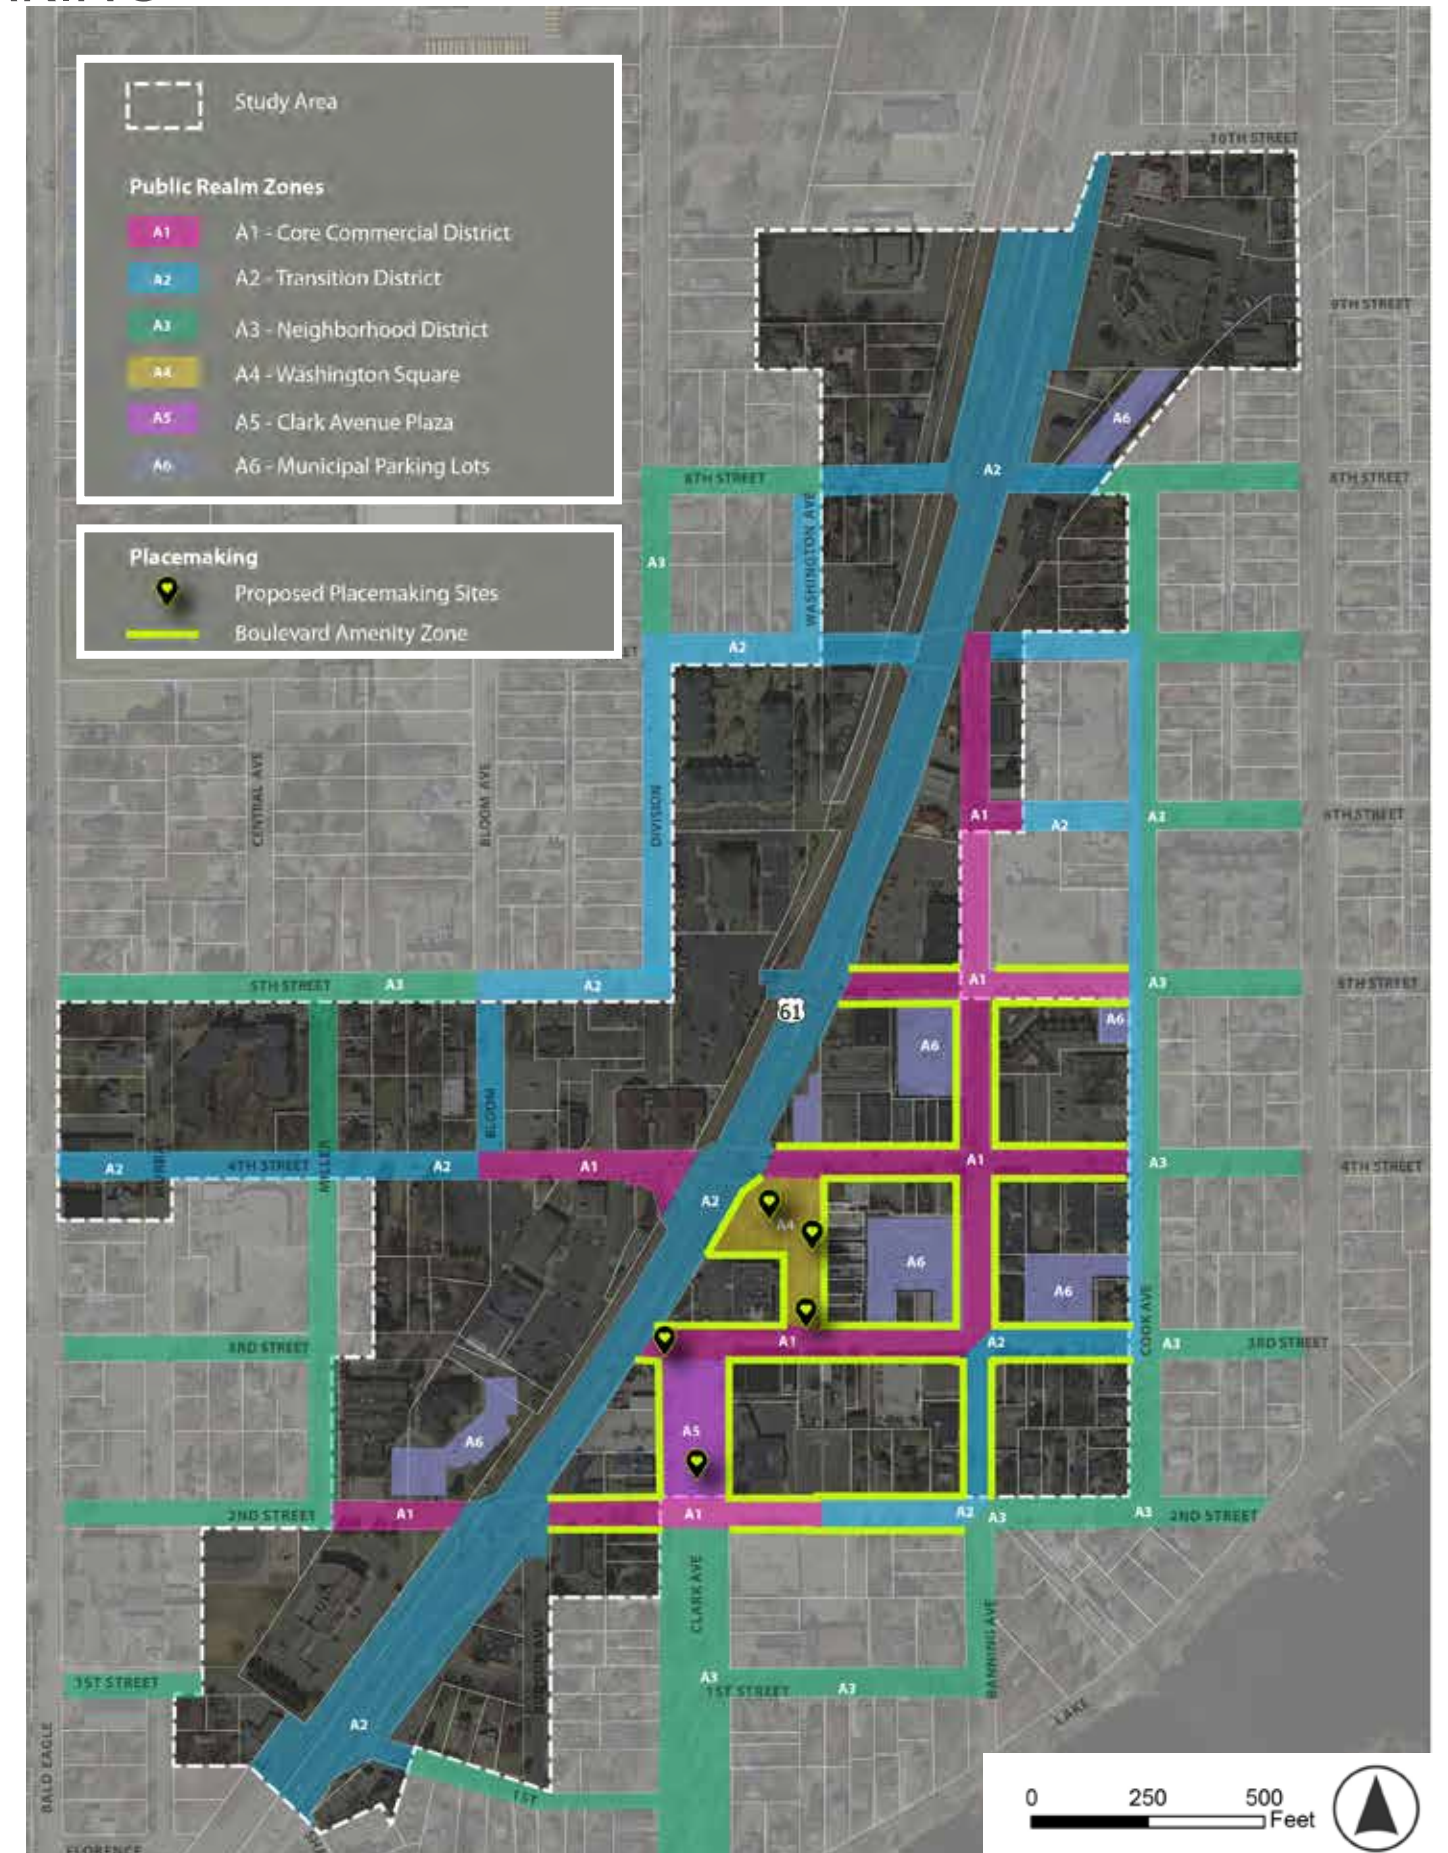 Study Area
Public Realm Zones
A1 A1 - Core Commercial District
A2 A2 - Transition District
A3 A3 - Neighborhood District
A4 A4 - Washington Square
A5 A5 - Clark Avenue Plaza
A6 A6 - Municipal Parking Lots
Placemaking
Proposed Placemaking Sites
Boulevard Amenity Zone
10TH STREET
9TH STREET
A6
8TH STREET
A2
8TH STREET
WASHINGTON AVE
A3
A2
CENTRAL AVE
BLOOM AVE
DIVISION
A1
A2
A3
6TH STREET
5TH STREET
A3
A2
A1
A3
61
A6
A6
BLOOM
A2
MURRAY
4TH STREET
MILLER
A2
A1
A1
A3
4TH STREET
A2
A4
A6
A6
COOK AVE
3RD STREET
A1
A2
A3
3RD STREET
A5
A6
2ND STREET
A1
A1
A2
A3
A3
2ND STREET
CLARK AVE
BANNING AVE
1ST STREET
A3
1ST STREET
A3
LAKE
A2
BALD EAGLE
1ST
FLORENCE
0 250 500
Feet